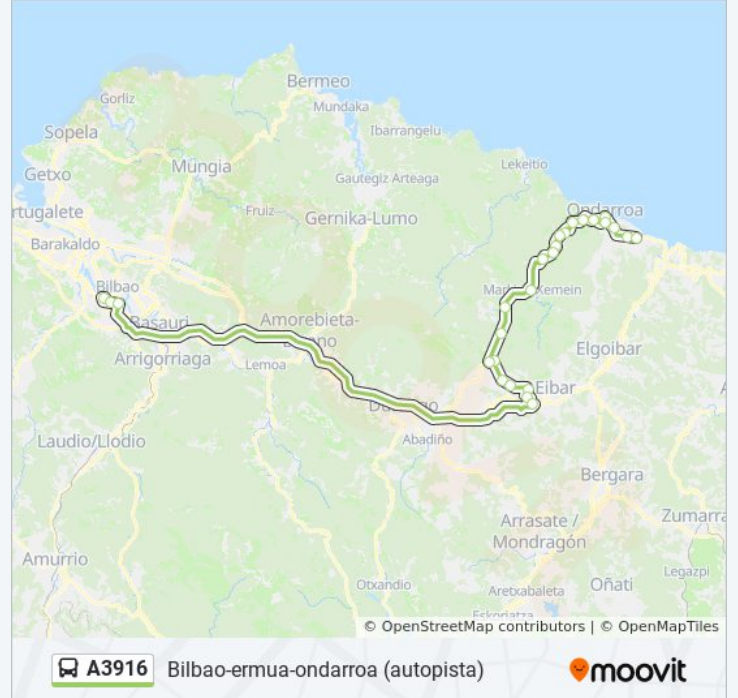 Bermeo
Gorliz
Mundaka
Sopela
Ibarrangelu
Mungia
Lekeitio
Getxo
Gautegiz Arteaga
rtugalete
Fruiz
Gernika-Lumo
Ondarroa
Barakaldo
Bilbao
Kemein
Basauri
Amorebieta-
Arrigorriaga
Lemoa
Elgoibar
Eibar
Abadiño
Laudio/Llodio
Bergara
Arrasate /
Mondragón
Zumarra
Amurrio
Otxandio
Aretxabaleta
Oñati
Legazpi
Eskoriatza
© OpenStreetMap contributors | © OpenMapTiles
A3916 Bilbao-ermua-ondarroa (autopista) moovit